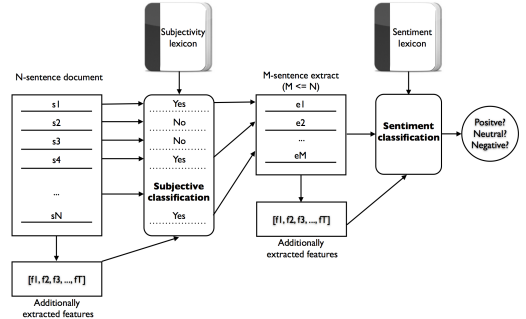 Subjectivity
lexicon
Sentiment
lexicon
N-sentence document
M-sentence extract
(M <= N)
s1
s2
s3
s4
...
sN
Yes
No
No
Yes
Subjective
classification
Yes
e1
e2
...
eM
Sentiment
classification
Postive?
Neutral?
Negative?
[f1, f2, f3, ..., fT]
Additionally
extracted features
[f1, f2, f3, ..., fT]
Additionally
extracted features